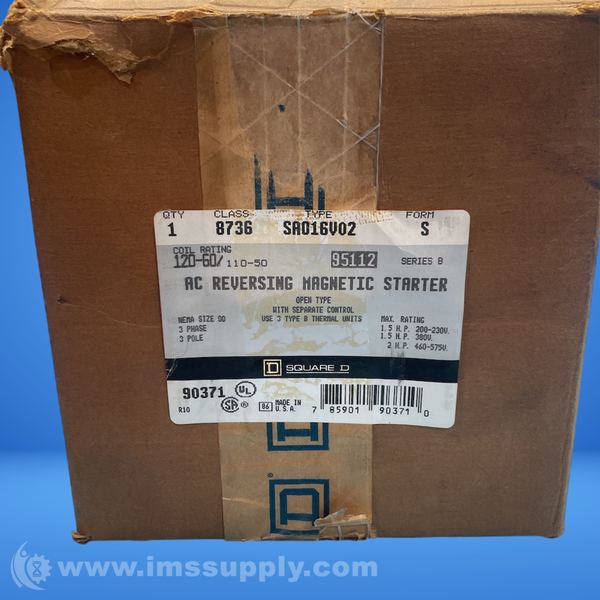 QTY CLASS TYPE FORM
1 8736 SA016V02 S
COIL RATING
120-60/110-50 95112 SERIES B
AC REVERSING MAGNETIC STARTER
OPEN TYPE
WITH SEPARATE CONTROL
NEMA SIZE 00 USE 3 TYPE B THERMAL UNITS MAX. RATING
3 PHASE 1.5 H.P. 200-230V.
3 POLE 1.5 H.P. 380V.
2 H.P. 460-575V.
D SQUARE D
90371 UL
R10 SA ® 86 MADE IN U.S.A. 7 85901 90371 0
H
D
www.imssupply.com